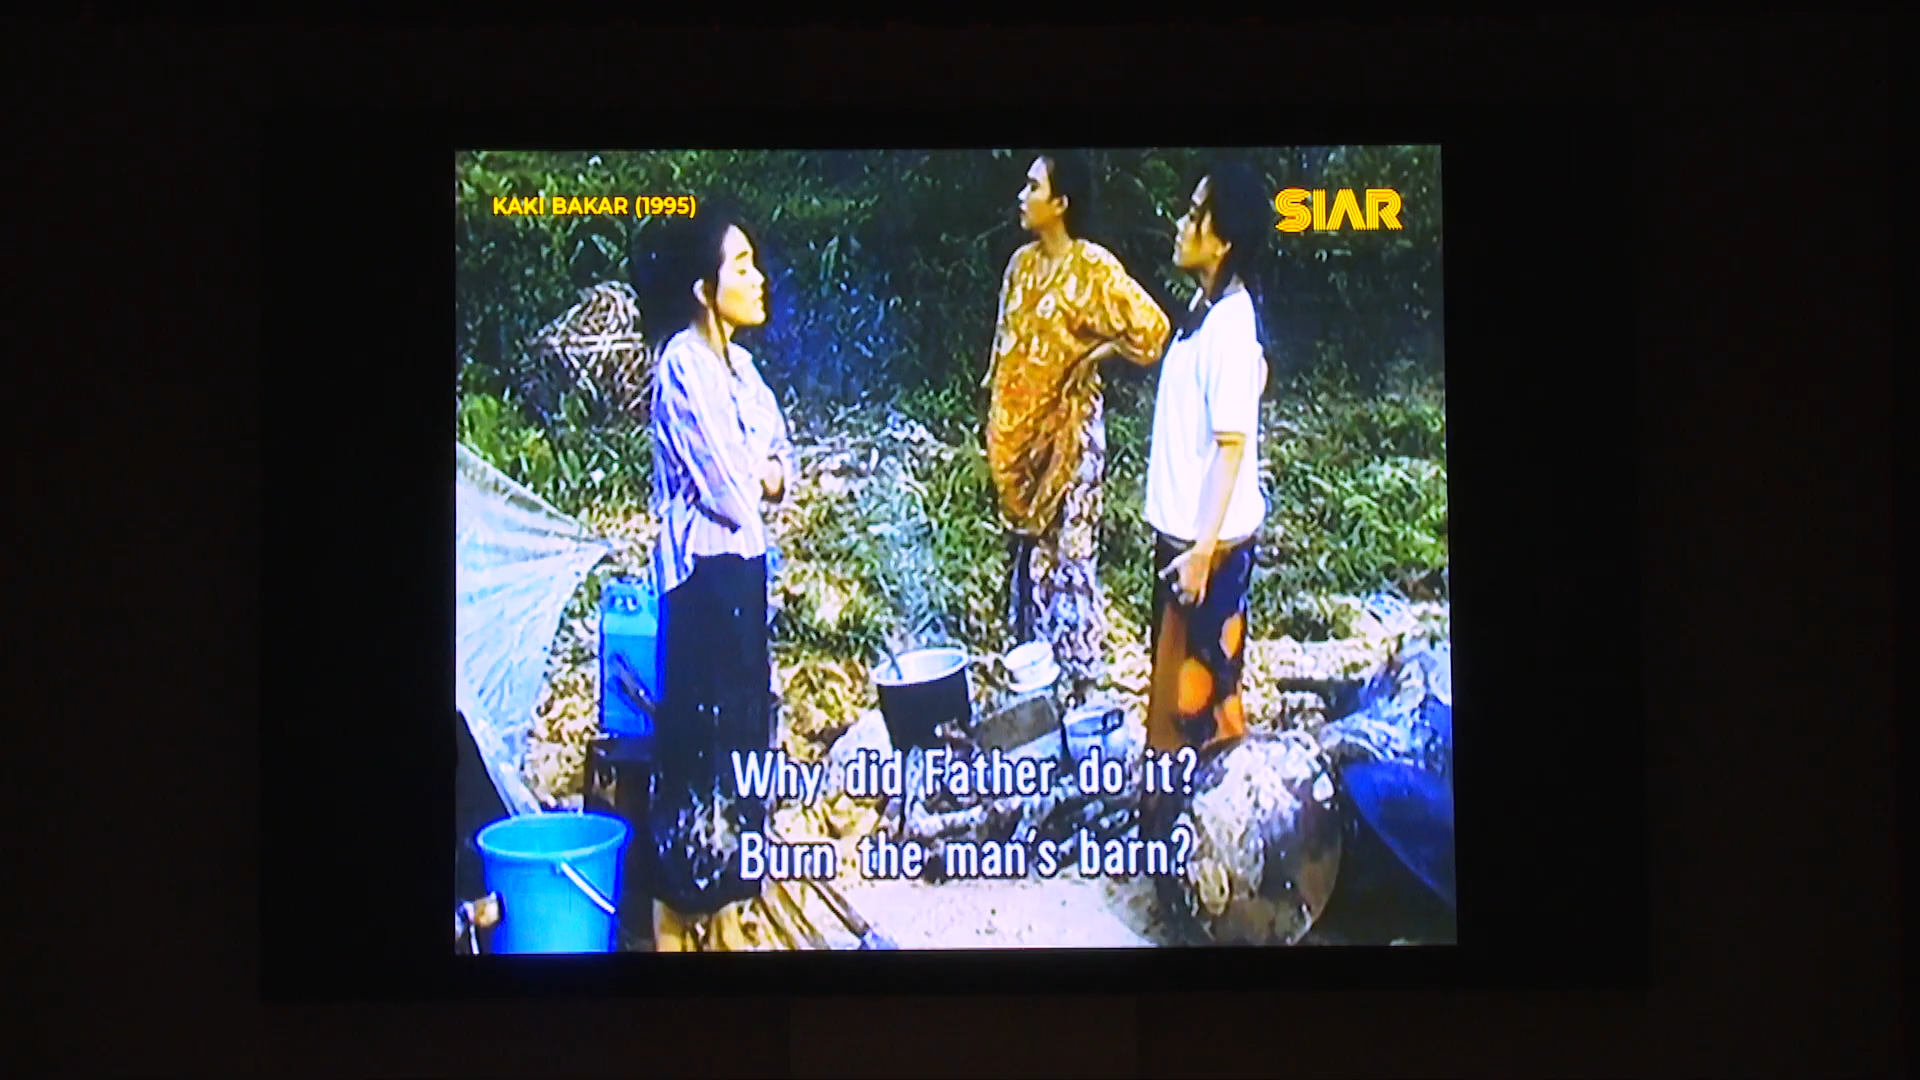 KAKI BAKAR (1995)
SIAR
Why did Father do it?
Burn the man's barn?